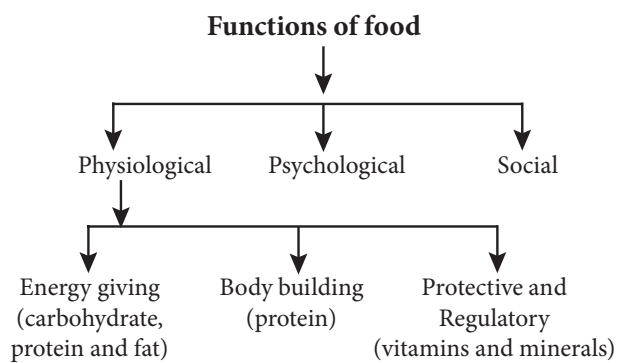 Functions of food
Physiological
Psychological
Social
Energy giving
(carbohydrate,
protein and fat)
Body building
(protein)
Protective and
Regulatory
(vitamins and minerals)